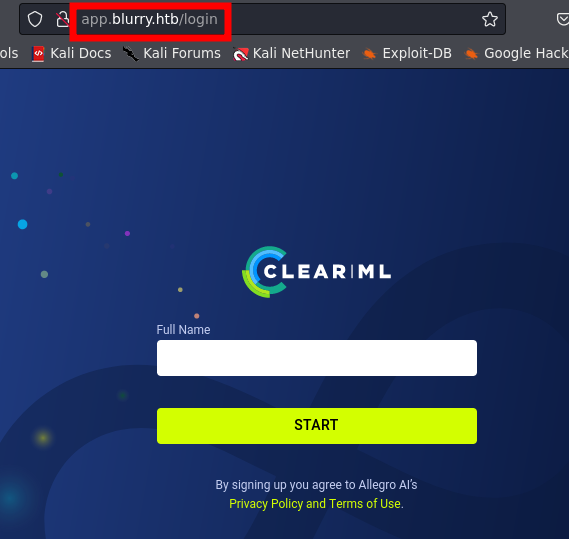 app.blurry.htb/login
ols Kali Docs Kali Forums Kali NetHunter Exploit-DB Google Hack
CLEAR|ML
Full Name
START
By signing up you agree to Allegro AI's
Privacy Policy and Terms of Use.